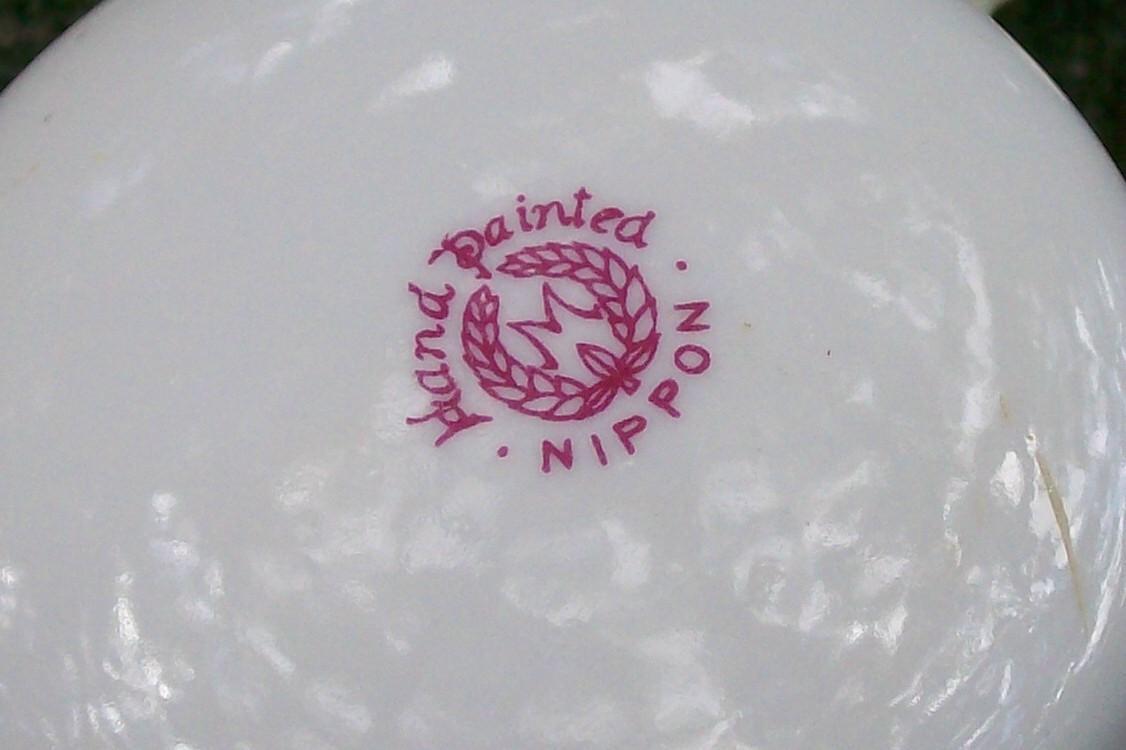 hand painted
M
· NIPPON ·